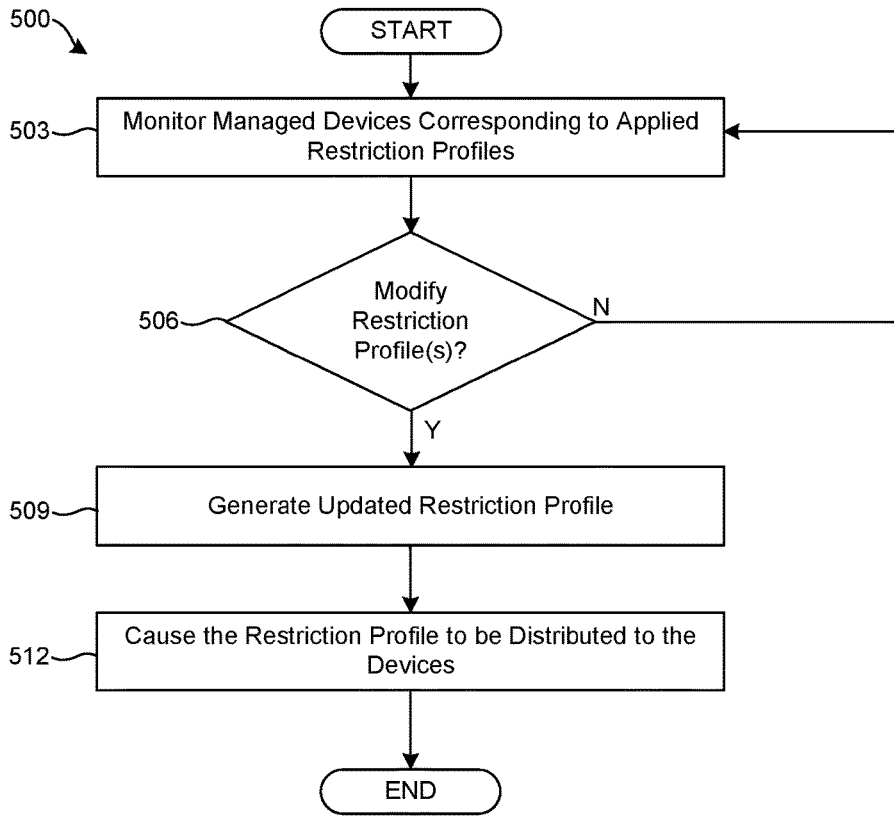 500
START
503
Monitor Managed Devices Corresponding to Applied
Restriction Profiles
506
Modify
Restriction
Profile(s)?
N
Y
509
Generate Updated Restriction Profile
512
Cause the Restriction Profile to be Distributed to the
Devices
END